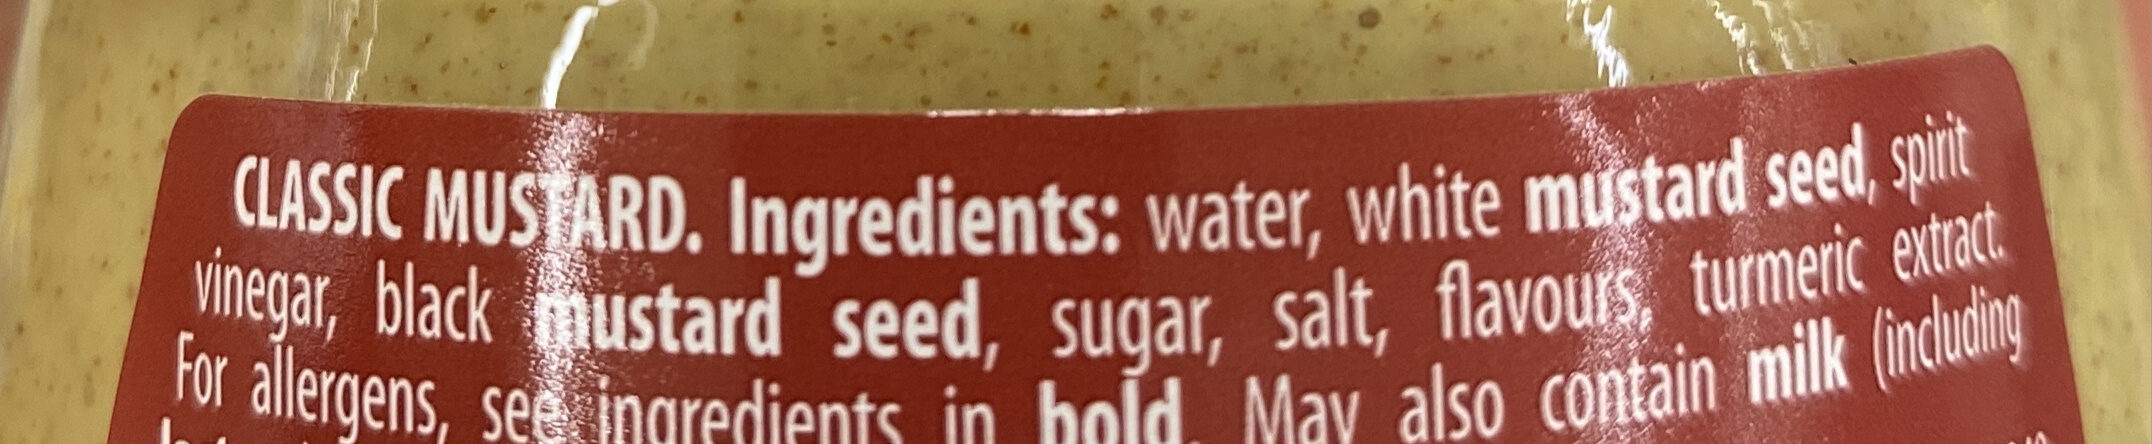 CLASSIC MUSTARD. Ingredients: water, white mustard seed, spirit
vinegar, black mustard seed, sugar, salt, flavours, turmeric extract.
For allergens, see ingredients in bold. May also contain milk (including